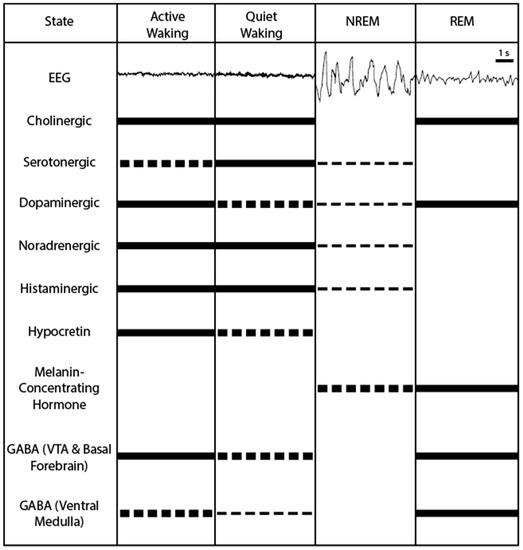 State
Active
Waking
Quiet
Waking
NREM
REM
EEG
1 s
Cholinergic
Serotonergic
Dopaminergic
Noradrenergic
Histaminergic
Hypocretin
Melanin-
Concentrating
Hormone
GABA (VTA & Basal
Forebrain)
GABA (Ventral
Medulla)